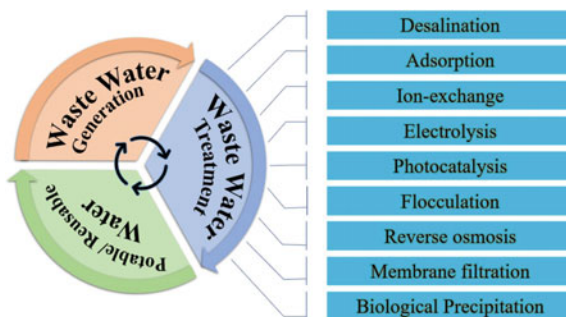 Waste Water
Generation
Waste Water
Treatment
Potable/ Reusable
Water
Desalination
Adsorption
Ion-exchange
Electrolysis
Photocatalysis
Flocculation
Reverse osmosis
Membrane filtration
Biological Precipitation